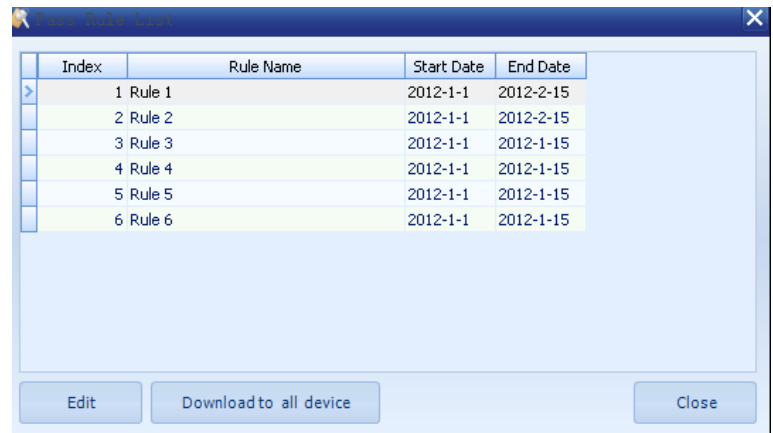 Pass Rule List
Index Rule Name Start Date End Date
1 Rule 1 2012-1-1 2012-2-15
2 Rule 2 2012-1-1 2012-2-15
3 Rule 3 2012-1-1 2012-1-15
4 Rule 4 2012-1-1 2012-1-15
5 Rule 5 2012-1-1 2012-1-15
6 Rule 6 2012-1-1 2012-1-15
Edit Download to all device Close